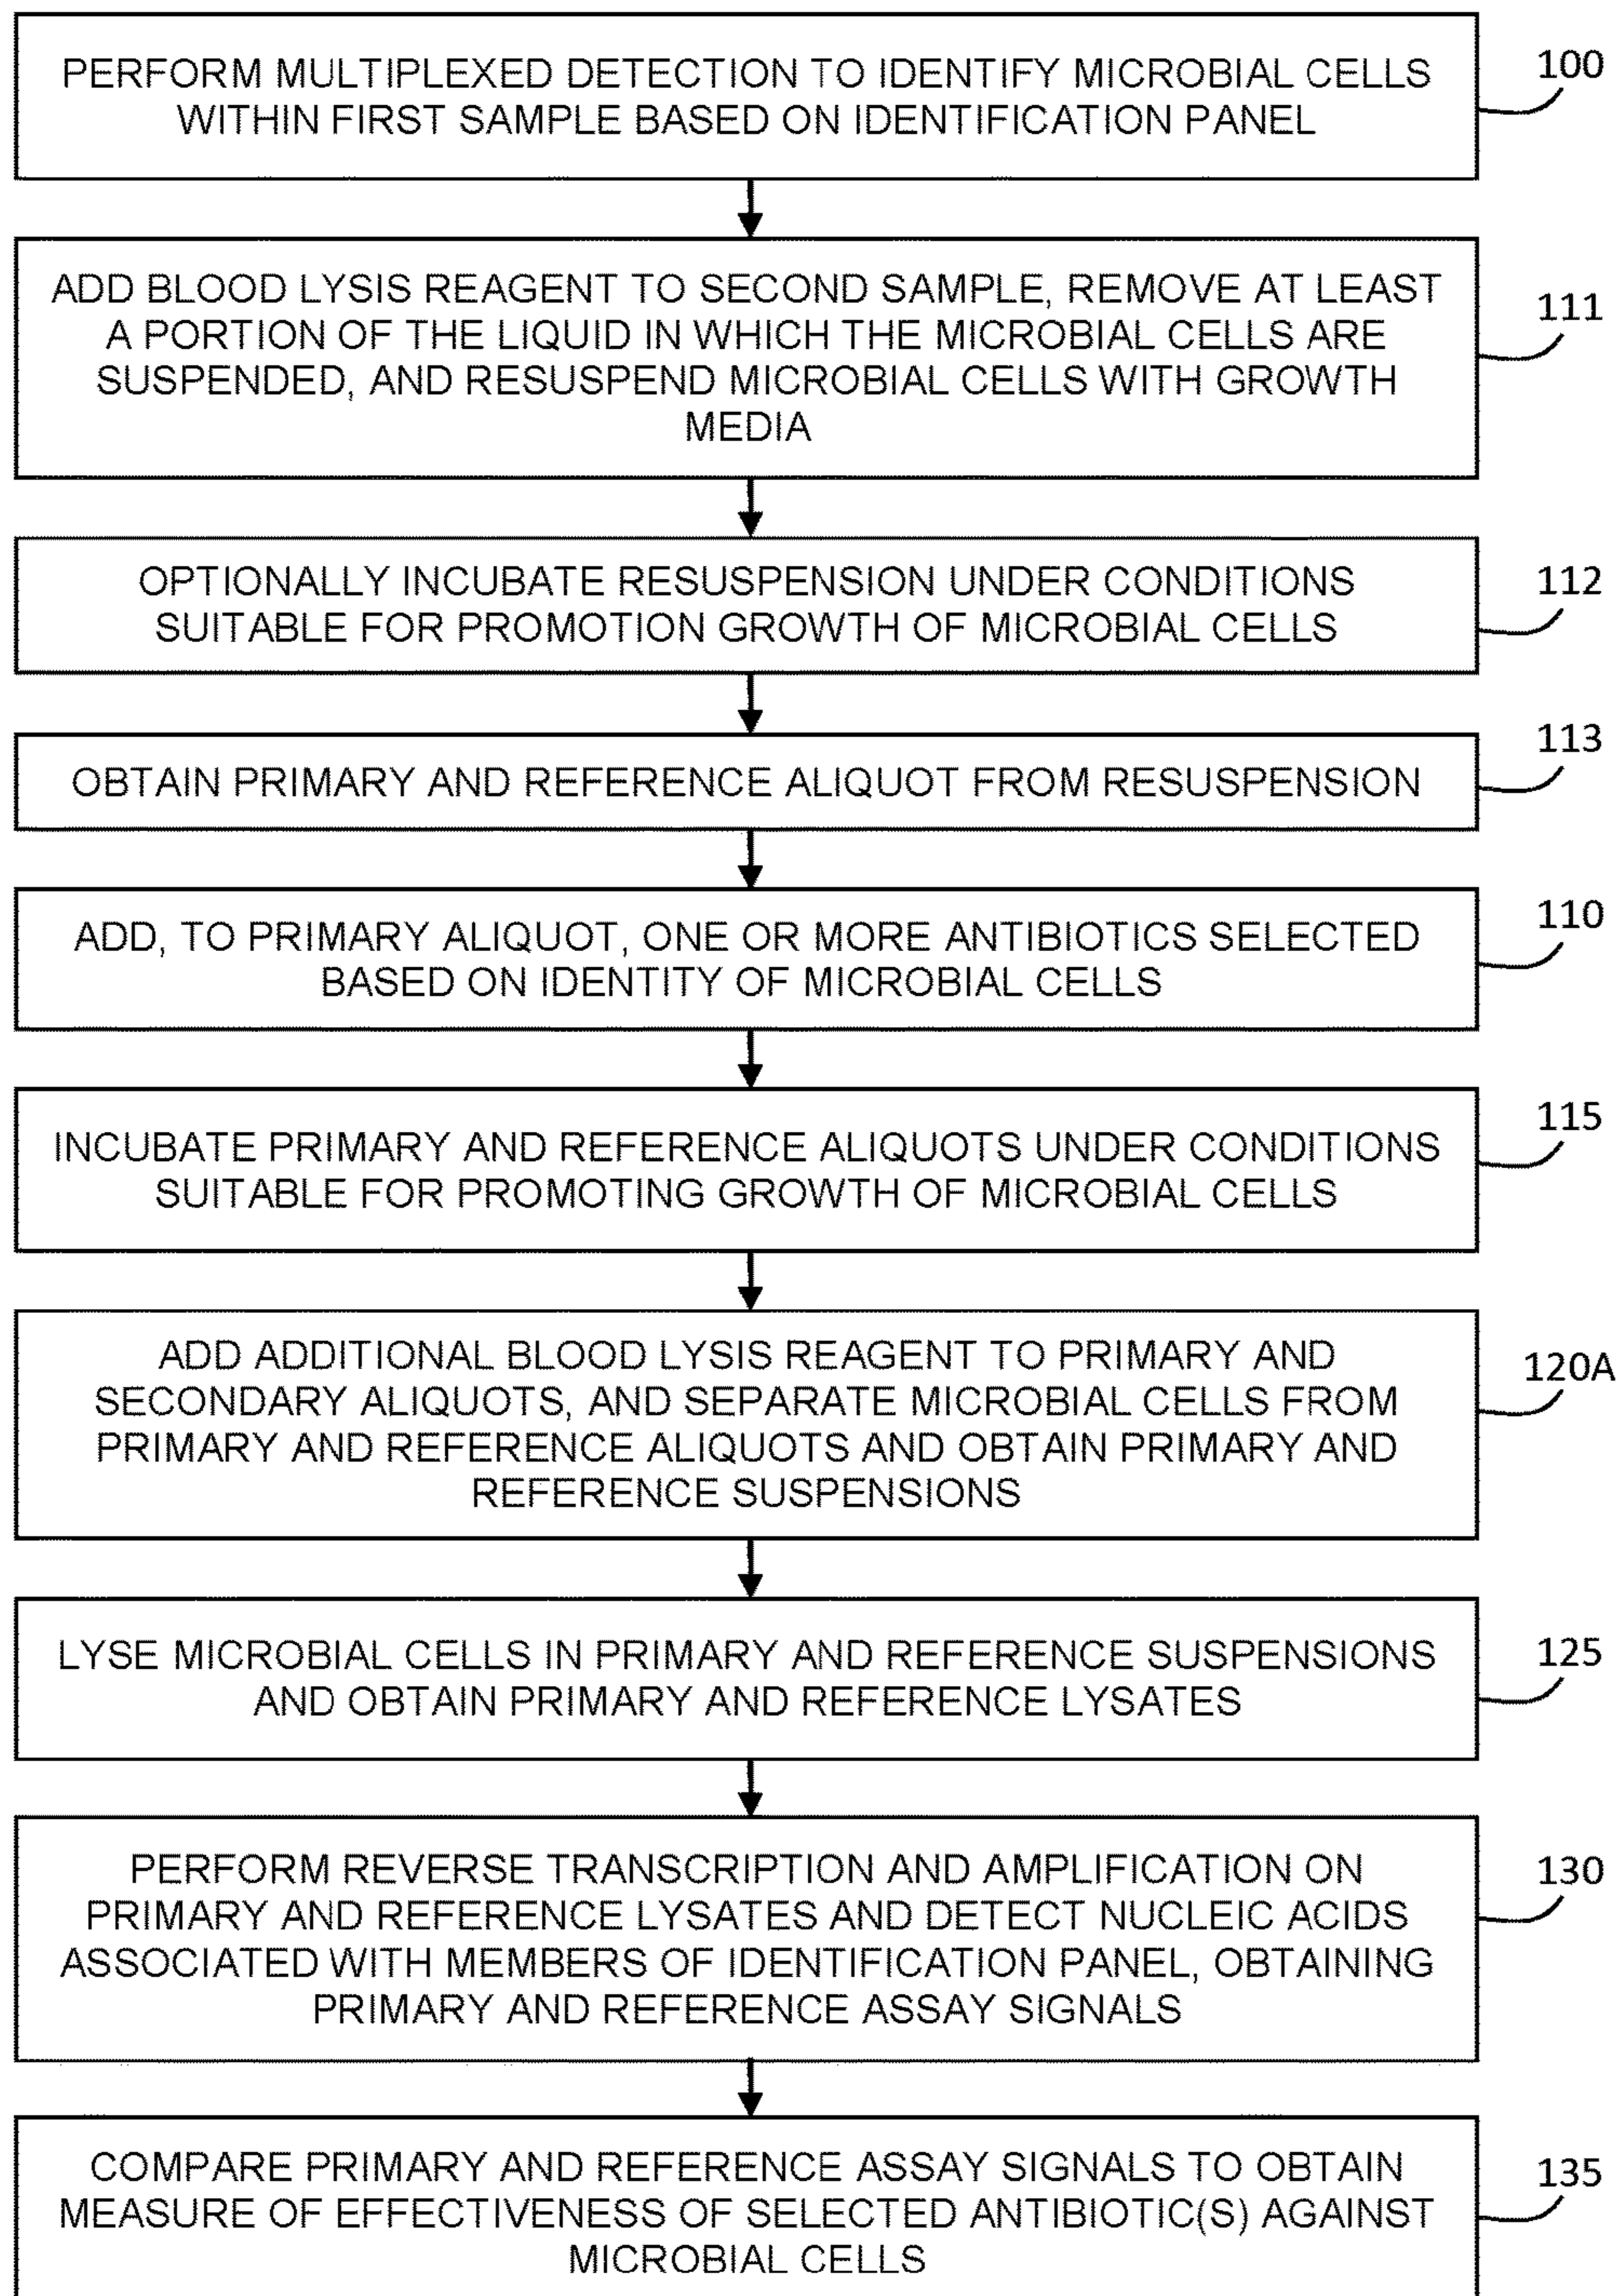 PERFORM MULTIPLEXED DETECTION TO IDENTIFY MICROBIAL CELLS
WITHIN FIRST SAMPLE BASED ON IDENTIFICATION PANEL
100
ADD BLOOD LYSIS REAGENT TO SECOND SAMPLE, REMOVE AT LEAST
A PORTION OF THE LIQUID IN WHICH THE MICROBIAL CELLS ARE
SUSPENDED, AND RESUSPEND MICROBIAL CELLS WITH GROWTH
MEDIA
111
OPTIONALLY INCUBATE RESUSPENSION UNDER CONDITIONS
SUITABLE FOR PROMOTION GROWTH OF MICROBIAL CELLS
112
OBTAIN PRIMARY AND REFERENCE ALIQUOT FROM RESUSPENSION
113
ADD, TO PRIMARY ALIQUOT, ONE OR MORE ANTIBIOTICS SELECTED
BASED ON IDENTITY OF MICROBIAL CELLS
110
INCUBATE PRIMARY AND REFERENCE ALIQUOTS UNDER CONDITIONS
SUITABLE FOR PROMOTING GROWTH OF MICROBIAL CELLS
115
ADD ADDITIONAL BLOOD LYSIS REAGENT TO PRIMARY AND
SECONDARY ALIQUOTS, AND SEPARATE MICROBIAL CELLS FROM
PRIMARY AND REFERENCE ALIQUOTS AND OBTAIN PRIMARY AND
REFERENCE SUSPENSIONS
120A
LYSE MICROBIAL CELLS IN PRIMARY AND REFERENCE SUSPENSIONS
AND OBTAIN PRIMARY AND REFERENCE LYSATES
125
PERFORM REVERSE TRANSCRIPTION AND AMPLIFICATION ON
PRIMARY AND REFERENCE LYSATES AND DETECT NUCLEIC ACIDS
ASSOCIATED WITH MEMBERS OF IDENTIFICATION PANEL, OBTAINING
PRIMARY AND REFERENCE ASSAY SIGNALS
130
COMPARE PRIMARY AND REFERENCE ASSAY SIGNALS TO OBTAIN
MEASURE OF EFFECTIVENESS OF SELECTED ANTIBIOTIC(S) AGAINST
MICROBIAL CELLS
135